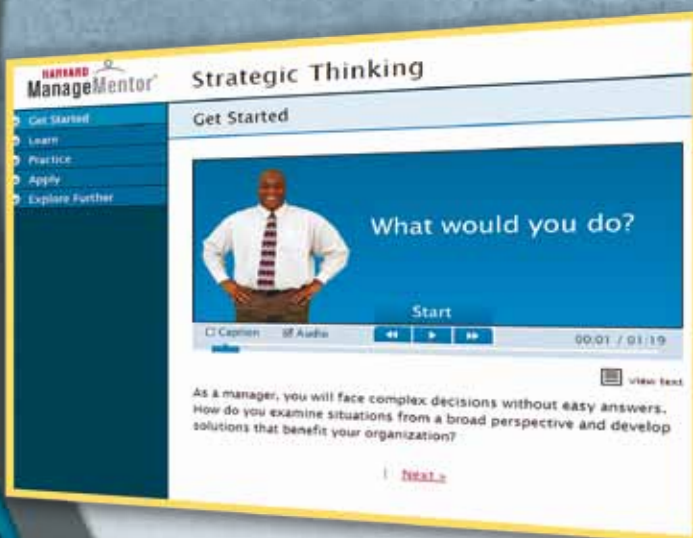 HARVARD
ManageMentor
Strategic Thinking
Get Started
Learn
Practice
Apply
Explore Further
Get Started
What would you do?
Start
Caption
Audio
00:01 / 01:19
view text
As a manager, you will face complex decisions without easy answers.
How do you examine situations from a broad perspective and develop
solutions that benefit your organization?
Next >